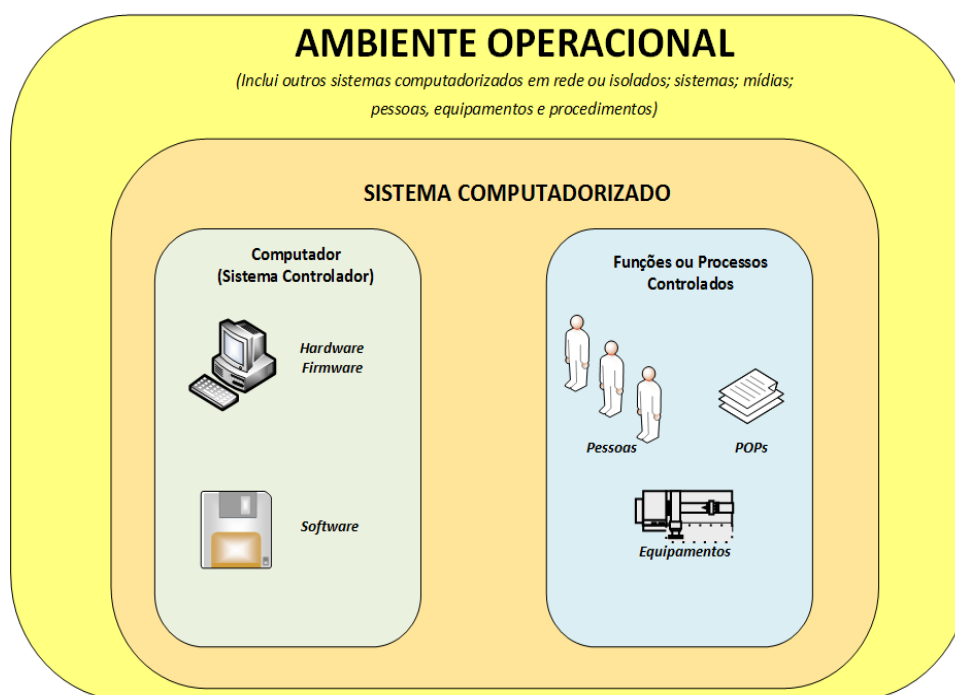 AMBIENTE OPERACIONAL
(Inclui outros sistemas computadorizados em rede ou isolados; sistemas; mídias;
pessoas, equipamentos e procedimentos)
SISTEMA COMPUTADORIZADO
Computador
(Sistema Controlador)
Hardware
Firmware
Software
Funções ou Processos
Controlados
Pessoas
POPs
Equipamentos